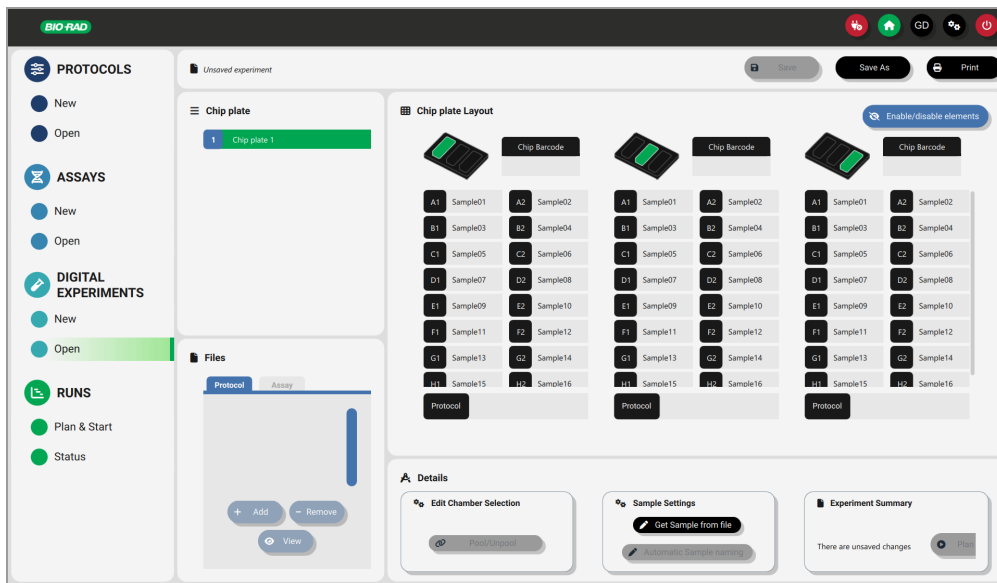 BIO-RAD
GD
PROTOCOLS
New
Open
ASSAYS
New
Open
DIGITAL
EXPERIMENTS
New
Open
RUNS
Plan & Start
Status
Unsaved experiment
Save
Save As
Print
Chip plate
1 Chip plate 1
Files
Protocol Assay
+ Add
− Remove
View
Chip plate Layout
Enable/disable elements
Chip Barcode
A1 Sample01 A2 Sample02
B1 Sample03 B2 Sample04
C1 Sample05 C2 Sample06
D1 Sample07 D2 Sample08
E1 Sample09 E2 Sample10
F1 Sample11 F2 Sample12
G1 Sample13 G2 Sample14
H1 Sample15 H2 Sample16
Protocol
Chip Barcode
A1 Sample01 A2 Sample02
B1 Sample03 B2 Sample04
C1 Sample05 C2 Sample06
D1 Sample07 D2 Sample08
E1 Sample09 E2 Sample10
F1 Sample11 F2 Sample12
G1 Sample13 G2 Sample14
H1 Sample15 H2 Sample16
Protocol
Chip Barcode
A1 Sample01 A2 Sample02
B1 Sample03 B2 Sample04
C1 Sample05 C2 Sample06
D1 Sample07 D2 Sample08
E1 Sample09 E2 Sample10
F1 Sample11 F2 Sample12
G1 Sample13 G2 Sample14
H1 Sample15 H2 Sample16
Protocol
Details
Edit Chamber Selection
Pool/Unpool
Sample Settings
Get Sample from file
Automatic Sample naming
Experiment Summary
There are unsaved changes
Plan